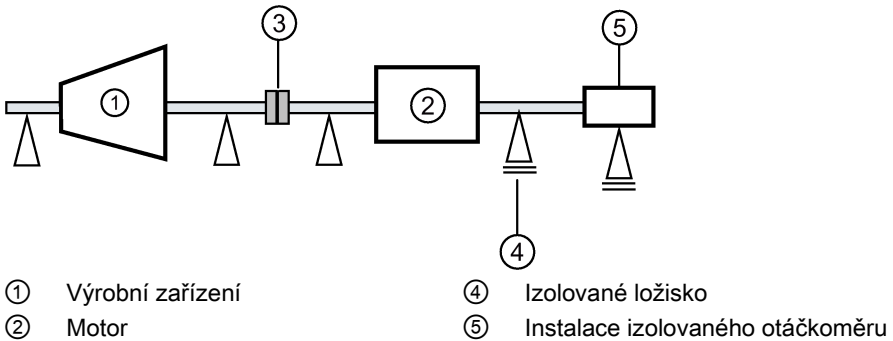 ③
⑤
①
②
④
① Výrobní zařízení
④ Izolované ložisko
② Motor
⑤ Instalace izolovaného otáčkoměru